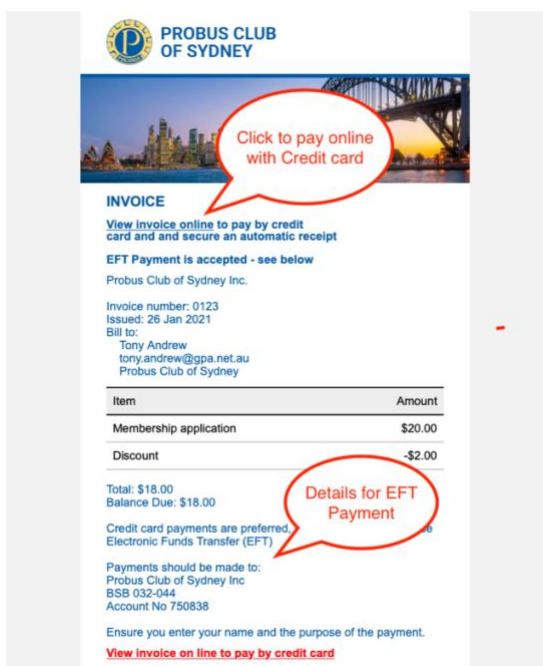 PROBUS CLUB
OF SYDNEY
Click to pay online
with Credit card
INVOICE
View invoice online to pay by credit
card and and secure an automatic receipt
EFT Payment is accepted - see below
Probus Club of Sydney Inc.
Invoice number: 0123
Issued: 26 Jan 2021
Bill to:
Tony Andrew
tony.andrew@gpa.net.au
Probus Club of Sydney
Item Amount
Membership application $20.00
Discount -$2.00
Total: $18.00
Balance Due: $18.00
Details for EFT
Payment
Credit card payments are preferred,
Electronic Funds Transfer (EFT)
Payments should be made to:
Probus Club of Sydney Inc
BSB 032-044
Account No 750838
Ensure you enter your name and the purpose of the payment.
View invoice on line to pay by credit card